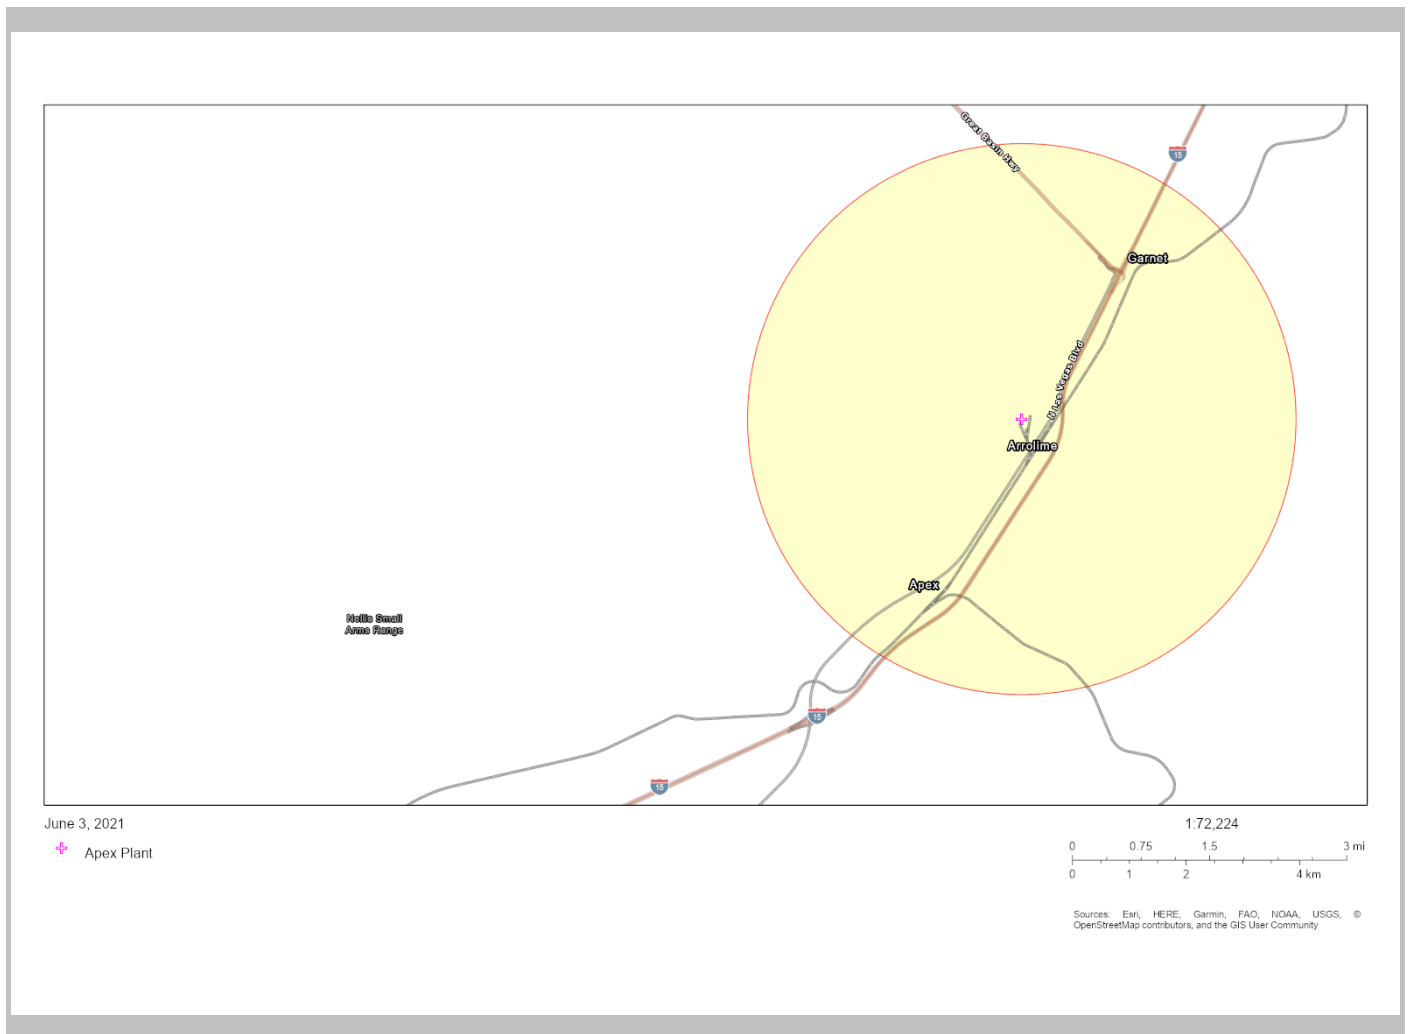 Great Basin Hwy
15
Garnet
N Las Vegas Blvd
Arrolime
Apex
Nellis Small
Arms Range
15
15
June 3, 2021
Apex Plant
1:72,224
0 0.75 1.5 3 mi
0 1 2 4 km
Sources: Esri, HERE, Garmin, FAO, NOAA, USGS, ©
OpenStreetMap contributors, and the GIS User Community